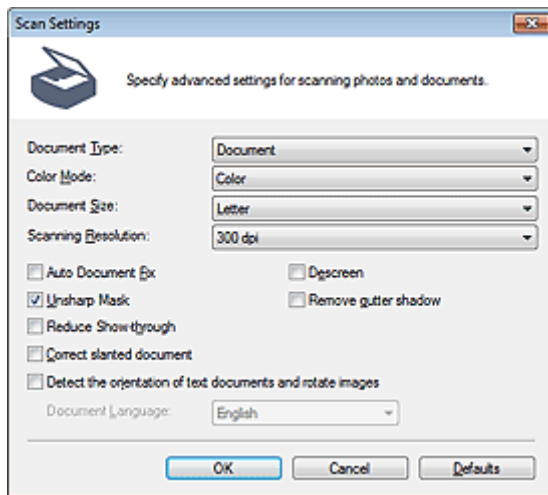 Scan Settings
Specify advanced settings for scanning photos and documents.
Document Type: Document
Color Mode: Color
Document Size: Letter
Scanning Resolution: 300 dpi
Auto Document Fix Descreen
Unsharp Mask Remove gutter shadow
Reduce Show-through
Correct slanted document
Detect the orientation of text documents and rotate images
Document Language: English
OK Cancel Defaults